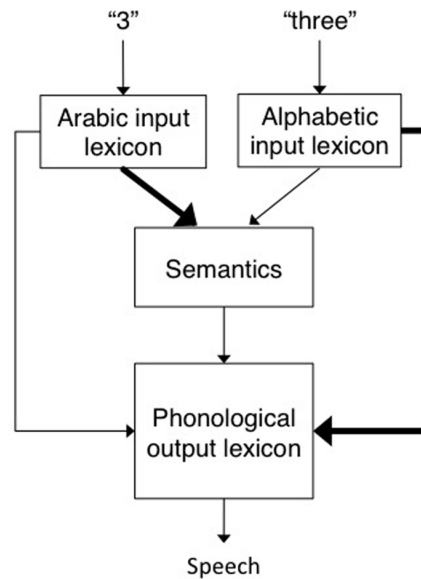 “3”
“three”
Arabic input
lexicon
Alphabetic
input lexicon
Semantics
Phonological
output lexicon
Speech